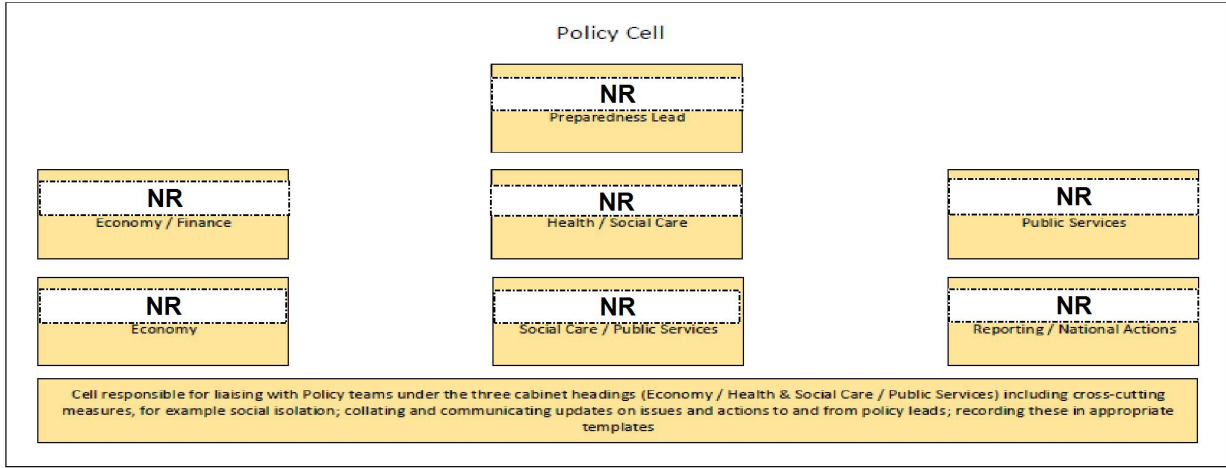 Policy Cell
NR
Preparedness Lead
NR
Economy / Finance
NR
Health / Social Care
NR
Public Services
NR
Economy
NR
Social Care / Public Services
NR
Reporting / National Actions
Cell responsible for liaising with Policy teams under the three cabinet headings (Economy / Health & Social Care / Public Services) including cross-cutting
measures, for example social isolation; collating and communicating updates on issues and actions to and from policy leads; recording these in appropriate
templates